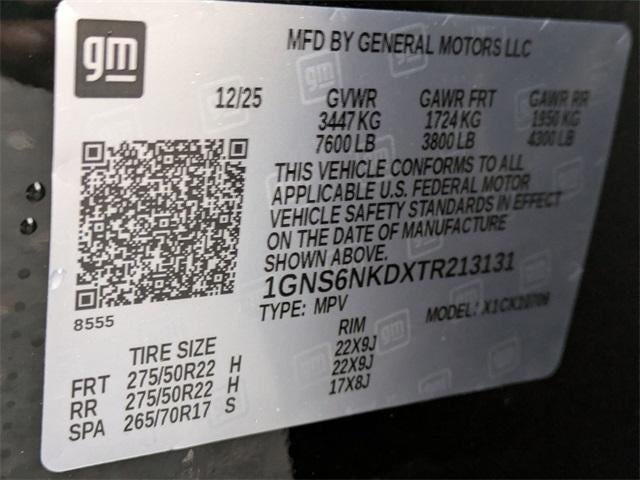 gm
MFD BY GENERAL MOTORS LLC
12/25 GVWR GAWR FRT GAWR RR
3447 KG 1724 KG 1950 KG
7600 LB 3800 LB 4300 LB
THIS VEHICLE CONFORMS TO ALL
APPLICABLE U.S. FEDERAL MOTOR
VEHICLE SAFETY STANDARDS IN EFFECT
ON THE DATE OF MANUFACTURE
SHOWN ABOVE.
1GNS6NKDXTR213131
TYPE: MPV MODEL: X1CK10706
8555
TIRE SIZE RIM
FRT 275/50R22 H 22X9J
RR 275/50R22 H 22X9J
SPA 265/70R17 S 17X8J